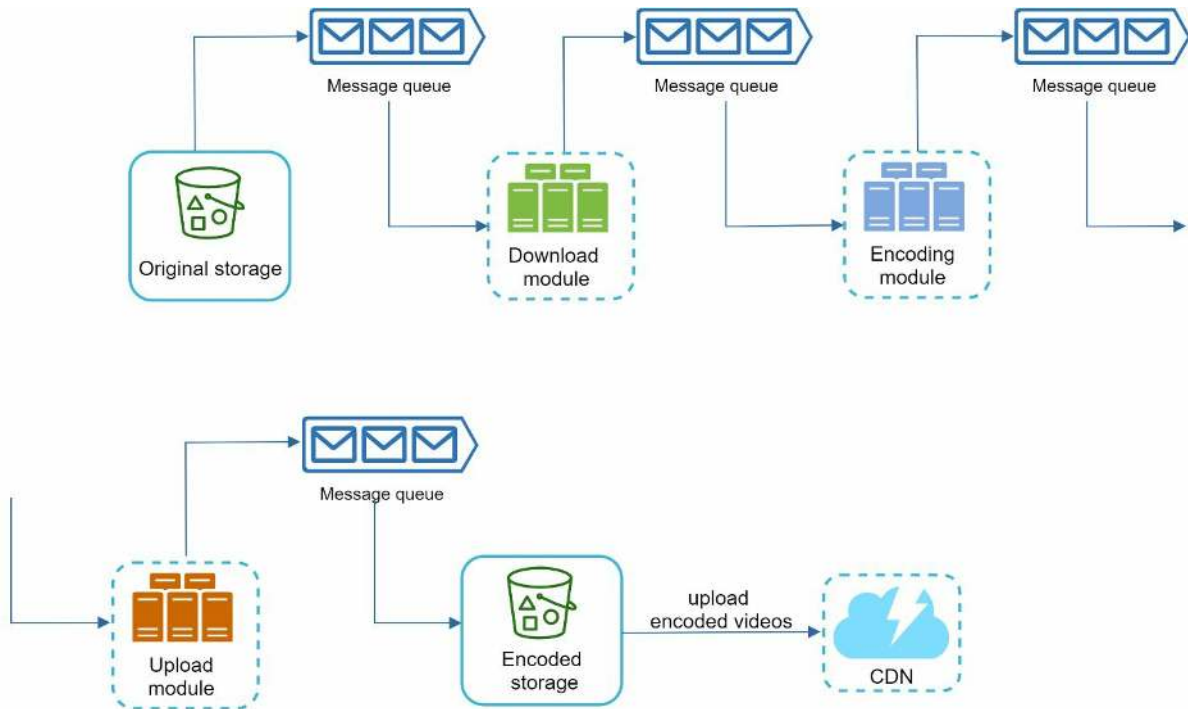 Message queue
Message queue
Message queue
Original storage
Download
module
Encoding
module
Message queue
Upload
module
Encoded
storage
upload
encoded videos
CDN